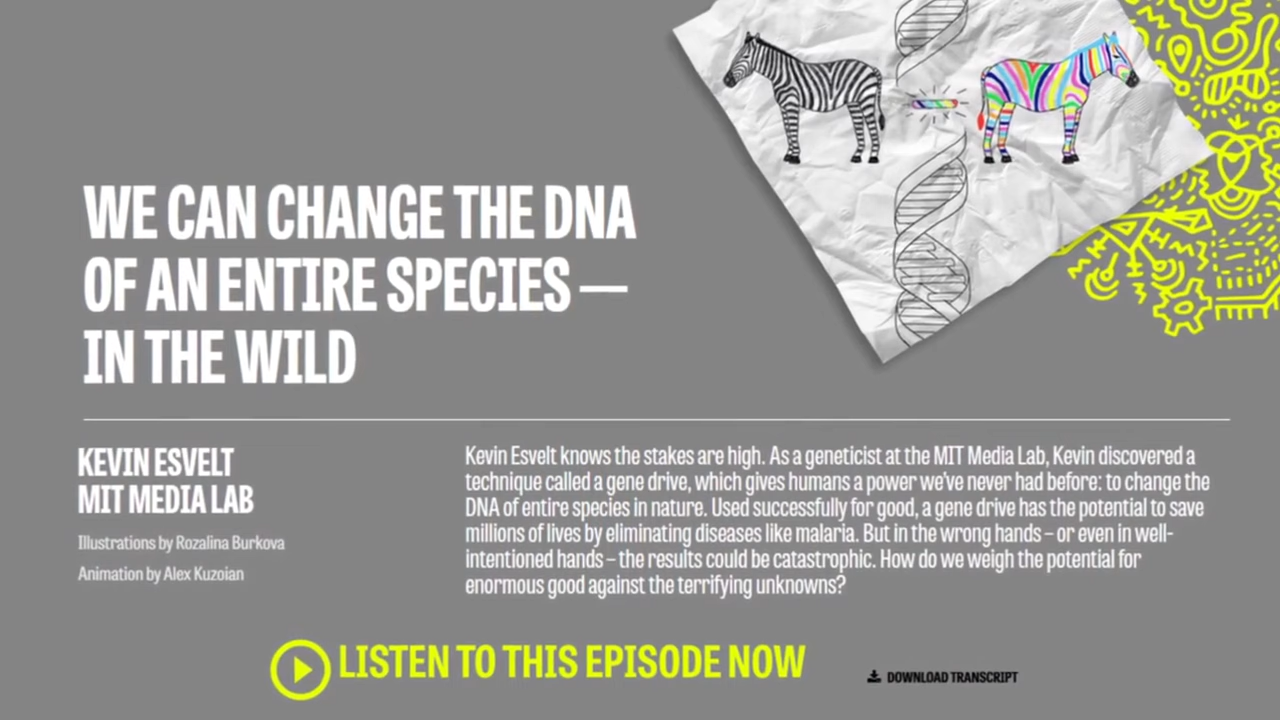 WE CAN CHANGE THE DNA
OF AN ENTIRE SPECIES —
IN THE WILD
KEVIN ESVELT
MIT MEDIA LAB
Illustrations by Rozalina Burkova
Animation by Alex Kuzoian
Kevin Esvelt knows the stakes are high. As a geneticist at the MIT Media Lab, Kevin discovered a
technique called a gene drive, which gives humans a power we've never had before: to change the
DNA of entire species in nature. Used successfully for good, a gene drive has the potential to save
millions of lives by eliminating diseases like malaria. But in the wrong hands – or even in well-
intentioned hands – the results could be catastrophic. How do we weigh the potential for
enormous good against the terrifying unknowns?
LISTEN TO THIS EPISODE NOW
DOWNLOAD TRANSCRIPT